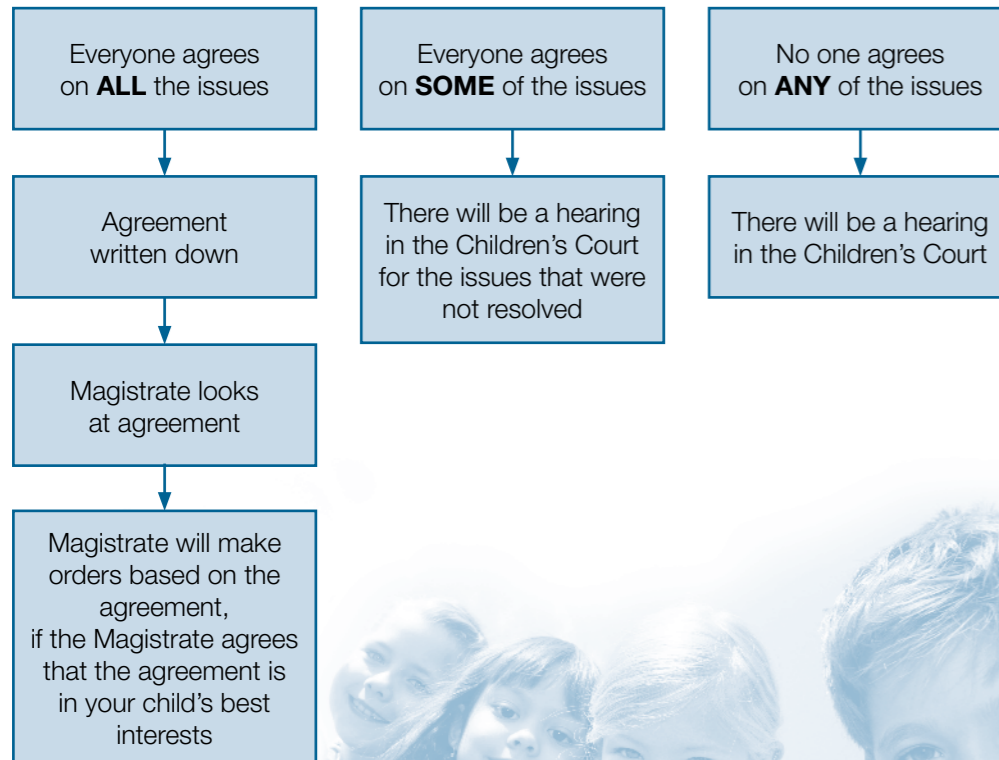 Everyone agrees
on ALL the issues
Agreement
written down
Magistrate looks
at agreement
Magistrate will make
orders based on the
agreement,
if the Magistrate agrees
that the agreement is
in your child’s best
interests
Everyone agrees
on SOME of the issues
There will be a hearing
in the Children’s Court
for the issues that were
not resolved
No one agrees
on ANY of the issues
There will be a hearing
in the Children’s Court